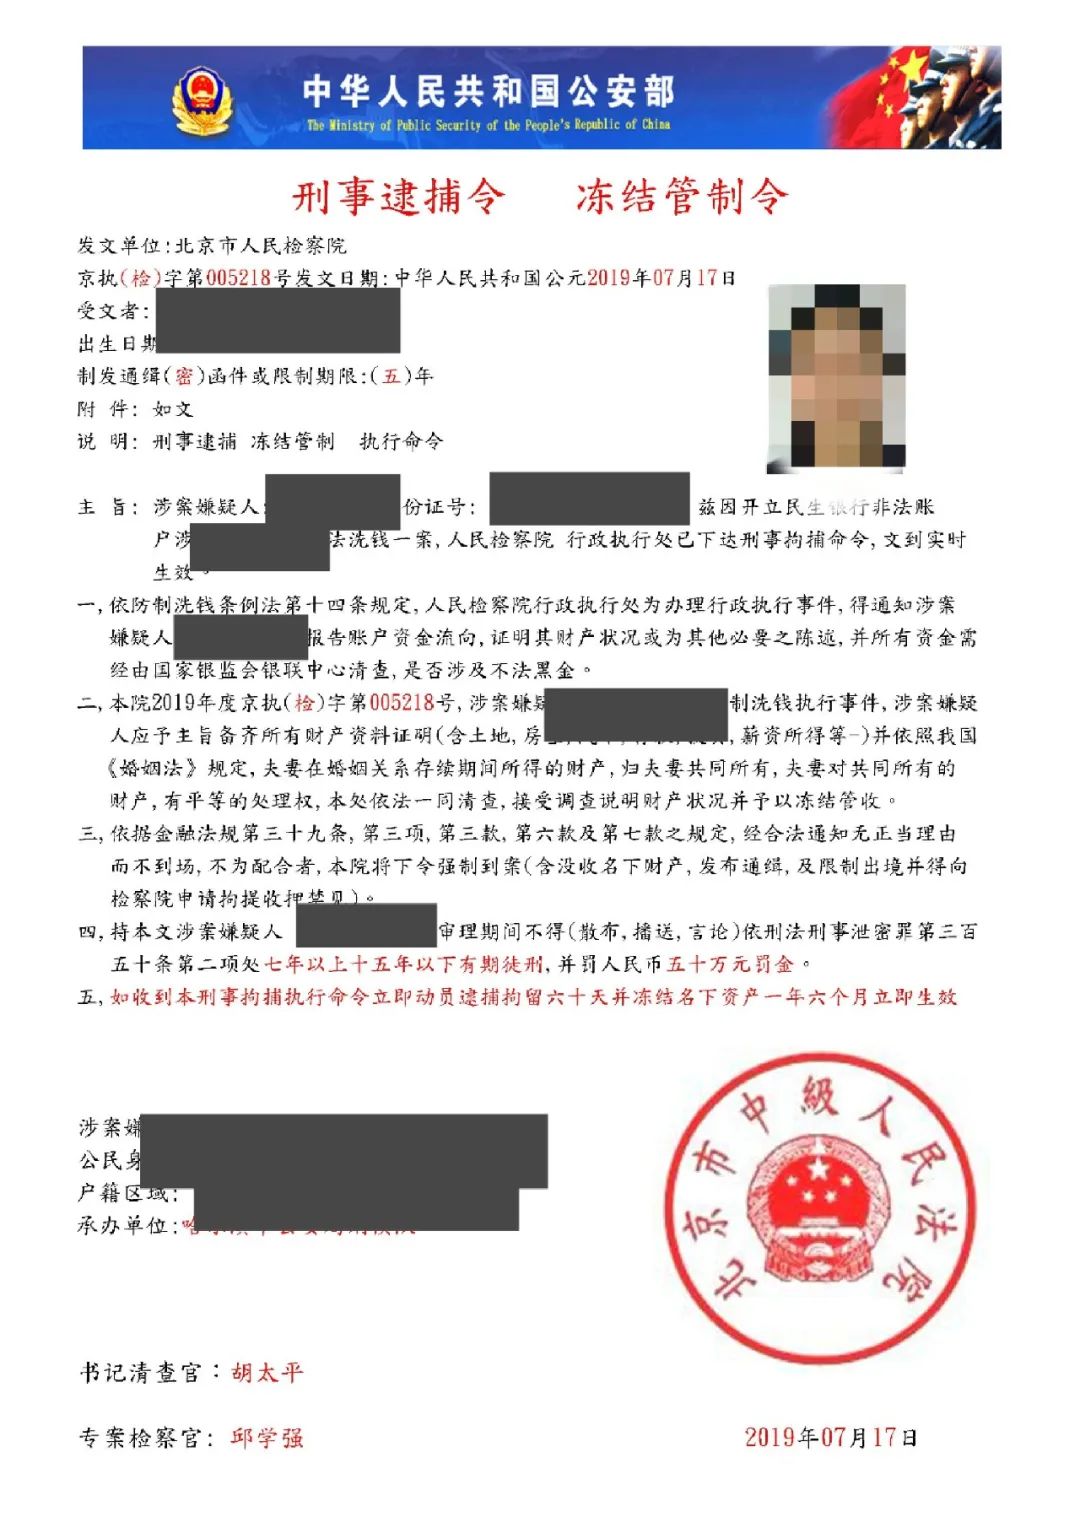 中华人民共和国公安部
The Ministry of Public Security of the People's Republic of China
刑事逮捕令 冻结管制令
发文单位:北京市人民检察院
京执(检)字第005218号发文日期:中华人民共和国公元2019年07月17日
受文者:
出生日期
制发通缉(密)函件或限制期限:(五)年
附 件: 如文
说 明: 刑事逮捕 冻结管制 执行命令
主 旨: 涉案嫌疑人: 份证号: 兹因开立民生银行非法账
户涉 法洗钱一案,人民检察院 行政执行处已下达刑事拘捕命令,文到实时
生效。
一,依防制洗钱条例法第十四条规定,人民检察院行政执行处为办理行政执行事件,得通知涉案
嫌疑人 报告账户资金流向,证明其财产状况或为其他必要之陈述,并所有资金需
经由国家银监会银联中心清查,是否涉及不法黑金。
二,本院2019年度京执(检)字第005218号,涉案嫌疑 制洗钱执行事件,涉案嫌疑
人应予主旨备齐所有财产资料证明(含土地,房 薪资所得等-)并依照我国
《婚姻法》规定,夫妻在婚姻关系存续期间所得的财产,归夫妻共同所有,夫妻对共同所有的
财产,有平等的处理权,本处依法一同清查,接受调查说明财产状况并予以冻结管收。
三,依据金融法规第三十九条,第三项,第三款,第六款及第七款之规定,经合法通知无正当理由
而不到场,不为配合者,本院将下令强制到案(含没收名下财产,发布通缉,及限制出境并得向
检察院申请拘提收押禁见)。
四,持本文涉案嫌疑人 审理期间不得(散布,播送,言论)依刑法刑事泄密罪第三百
五十条第二项处七年以上十五年以下有期徒刑,并罚人民币五十万元罚金。
五,如收到本刑事拘捕执行命令立即动员逮捕拘留六十天并冻结名下资产一年六个月立即生效
涉案嫌
公民身
户籍区域:
承办单位:
北京市中級人民法院
书记清查官：胡太平
专案检察官: 邱学强
2019年07月17日